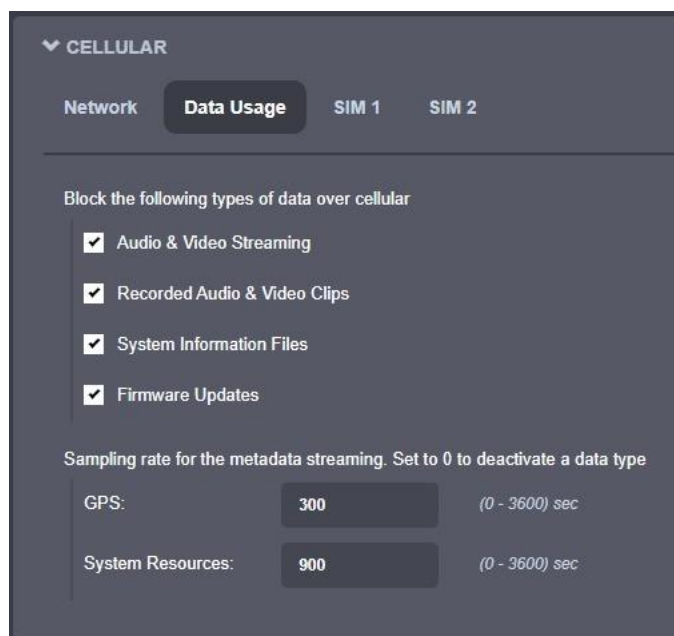 CELLULAR
Network Data Usage SIM 1 SIM 2
Block the following types of data over cellular
Audio & Video Streaming
Recorded Audio & Video Clips
System Information Files
Firmware Updates
Sampling rate for the metadata streaming. Set to 0 to deactivate a data type
GPS: 300 (0 - 3600) sec
System Resources: 900 (0 - 3600) sec